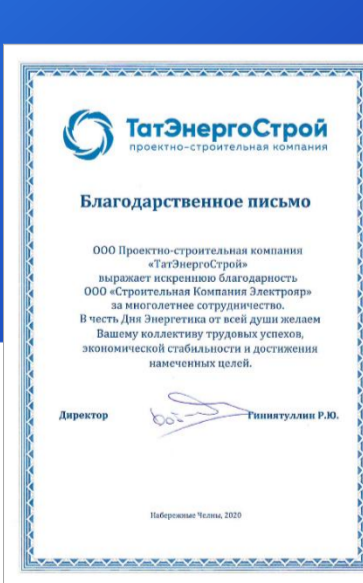 ТатЭнергоСтрой
проектно-строительная компания
Благодарственное письмо
ООО Проектно-строительная компания
«ТатЭнергоСтрой»
выражает искреннюю благодарность
ООО «Строительная Компания Электрояр»
за многолетнее сотрудничество.
В честь Дня Энергетика от всей души желаем
Вашему коллективу трудовых успехов,
экономической стабильности и достижения
намеченных целей.
Директор Гиниятуллин Р.Ю.
Набережные Челны, 2020